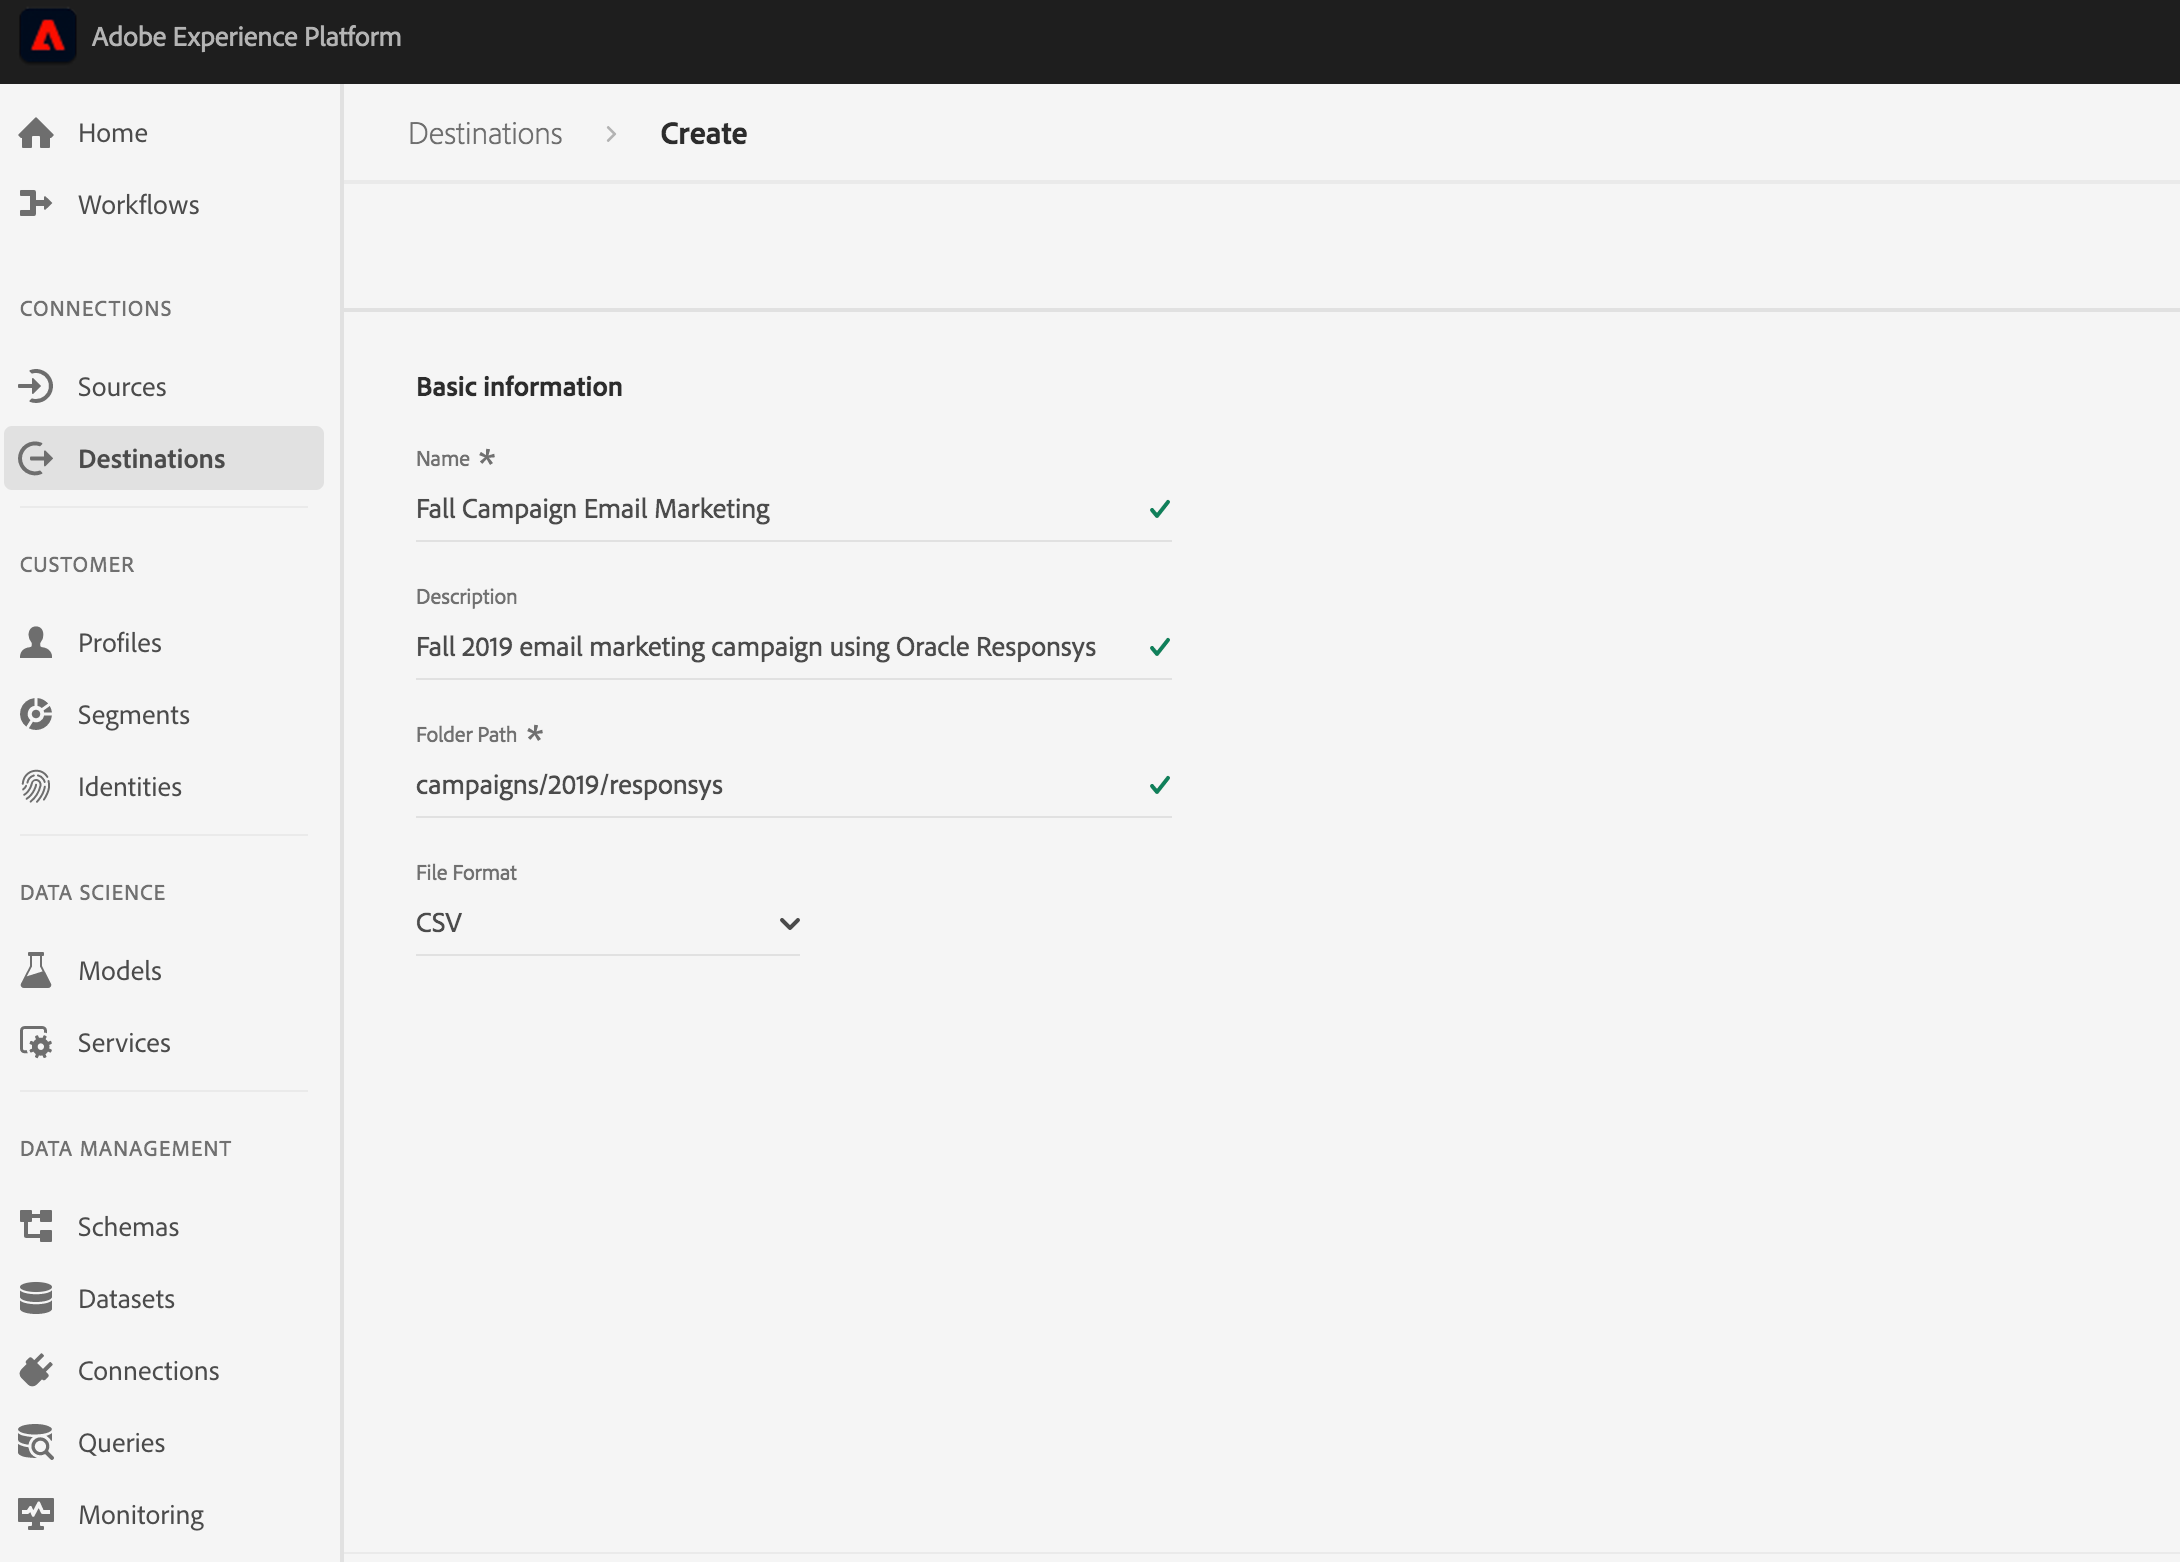 Adobe Experience Platform
Home
Workflows
CONNECTIONS
Sources
Destinations
CUSTOMER
Profiles
Segments
Identities
DATA SCIENCE
Models
Services
DATA MANAGEMENT
Schemas
Datasets
Connections
Queries
Monitoring
Destinations > Create
Basic information
Name *
Fall Campaign Email Marketing
Description
Fall 2019 email marketing campaign using Oracle Responsys
Folder Path *
campaigns/2019/responsys
File Format
CSV